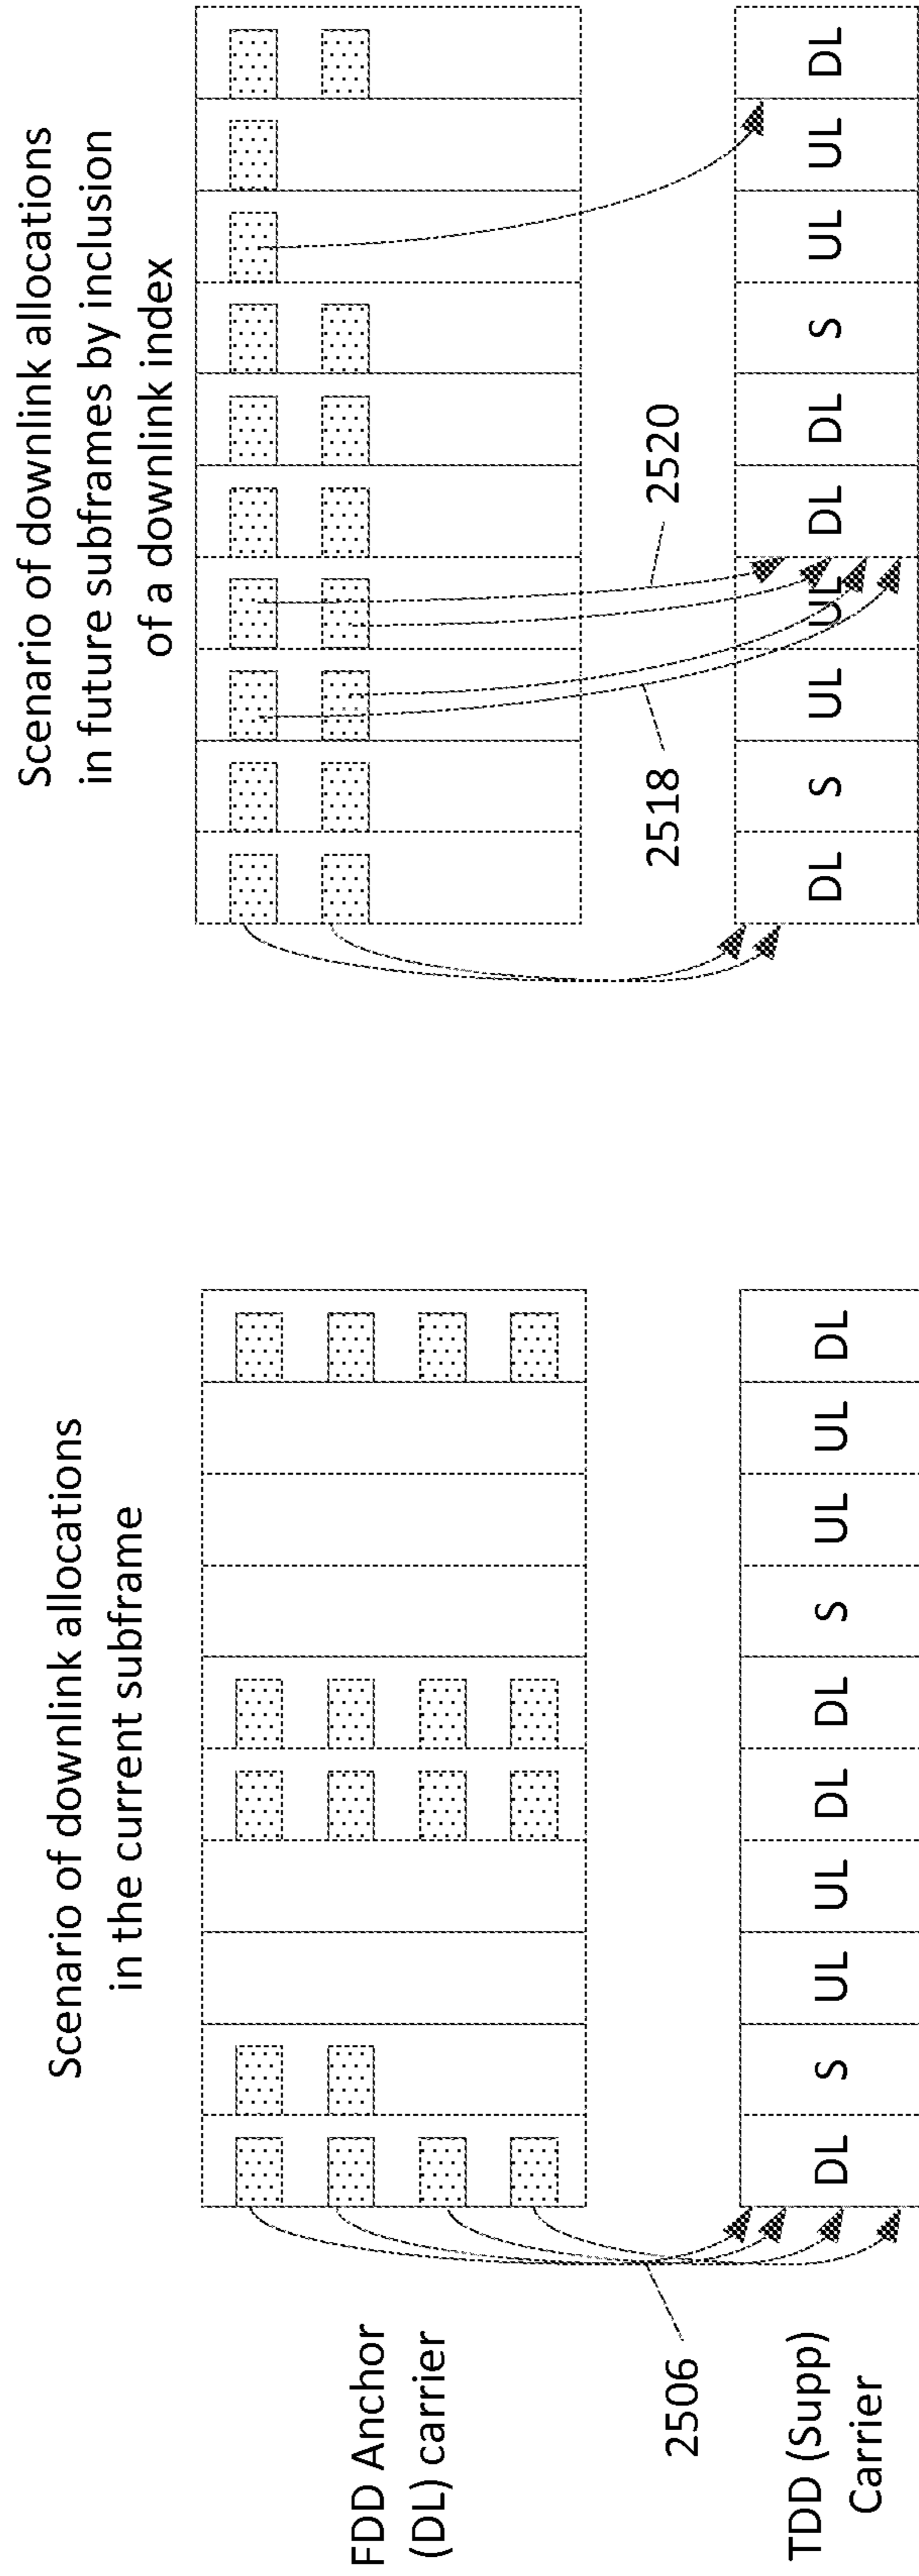 Scenario of downlink allocations
in the current subframe
FDD Anchor
(DL) carrier
2506
TDD (Supp)
Carrier
DL S UL UL DL DL S UL UL DL
Scenario of downlink allocations
in future subframes by inclusion
of a downlink index
2518
2520
DL S UL UL DL DL S UL UL DL